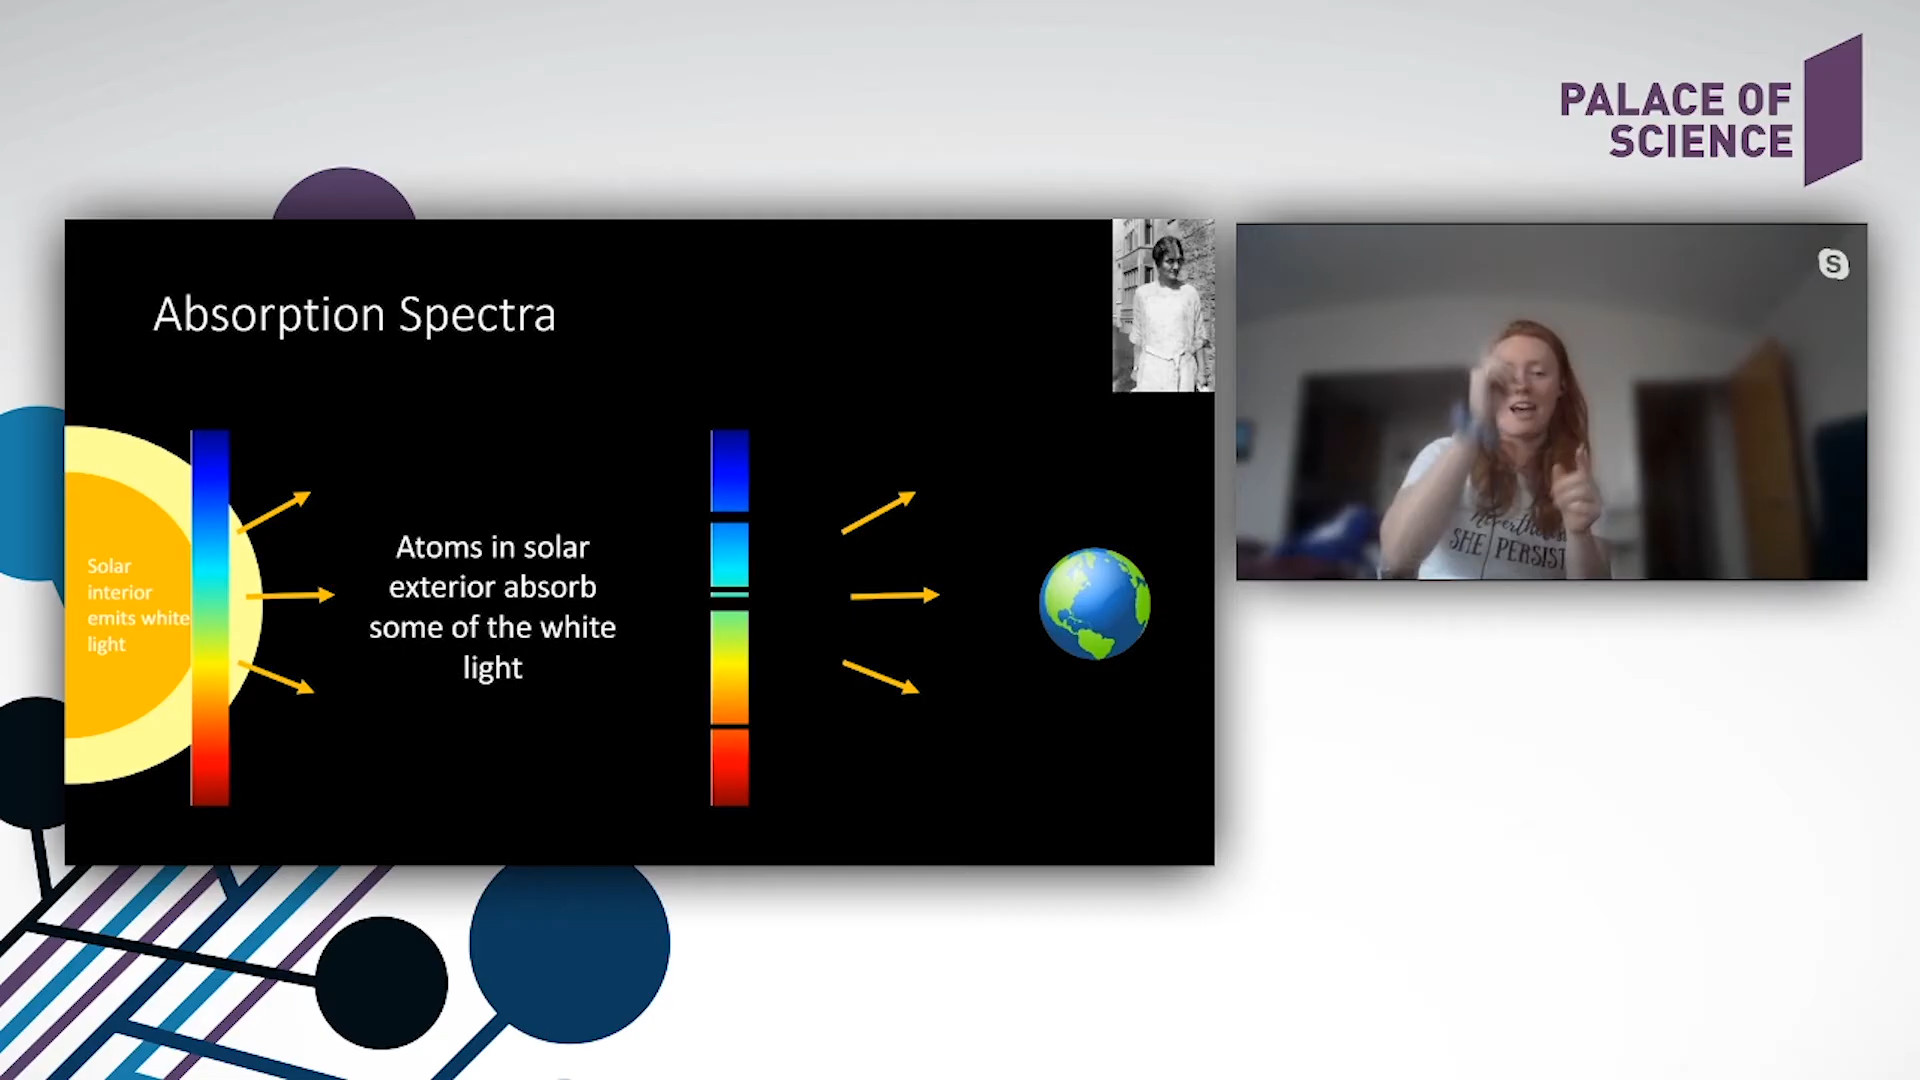 PALACE OF
SCIENCE
Absorption Spectra
Solar
interior
emits white
light
Atoms in solar
exterior absorb
some of the white
light
S
SHE PERSIST